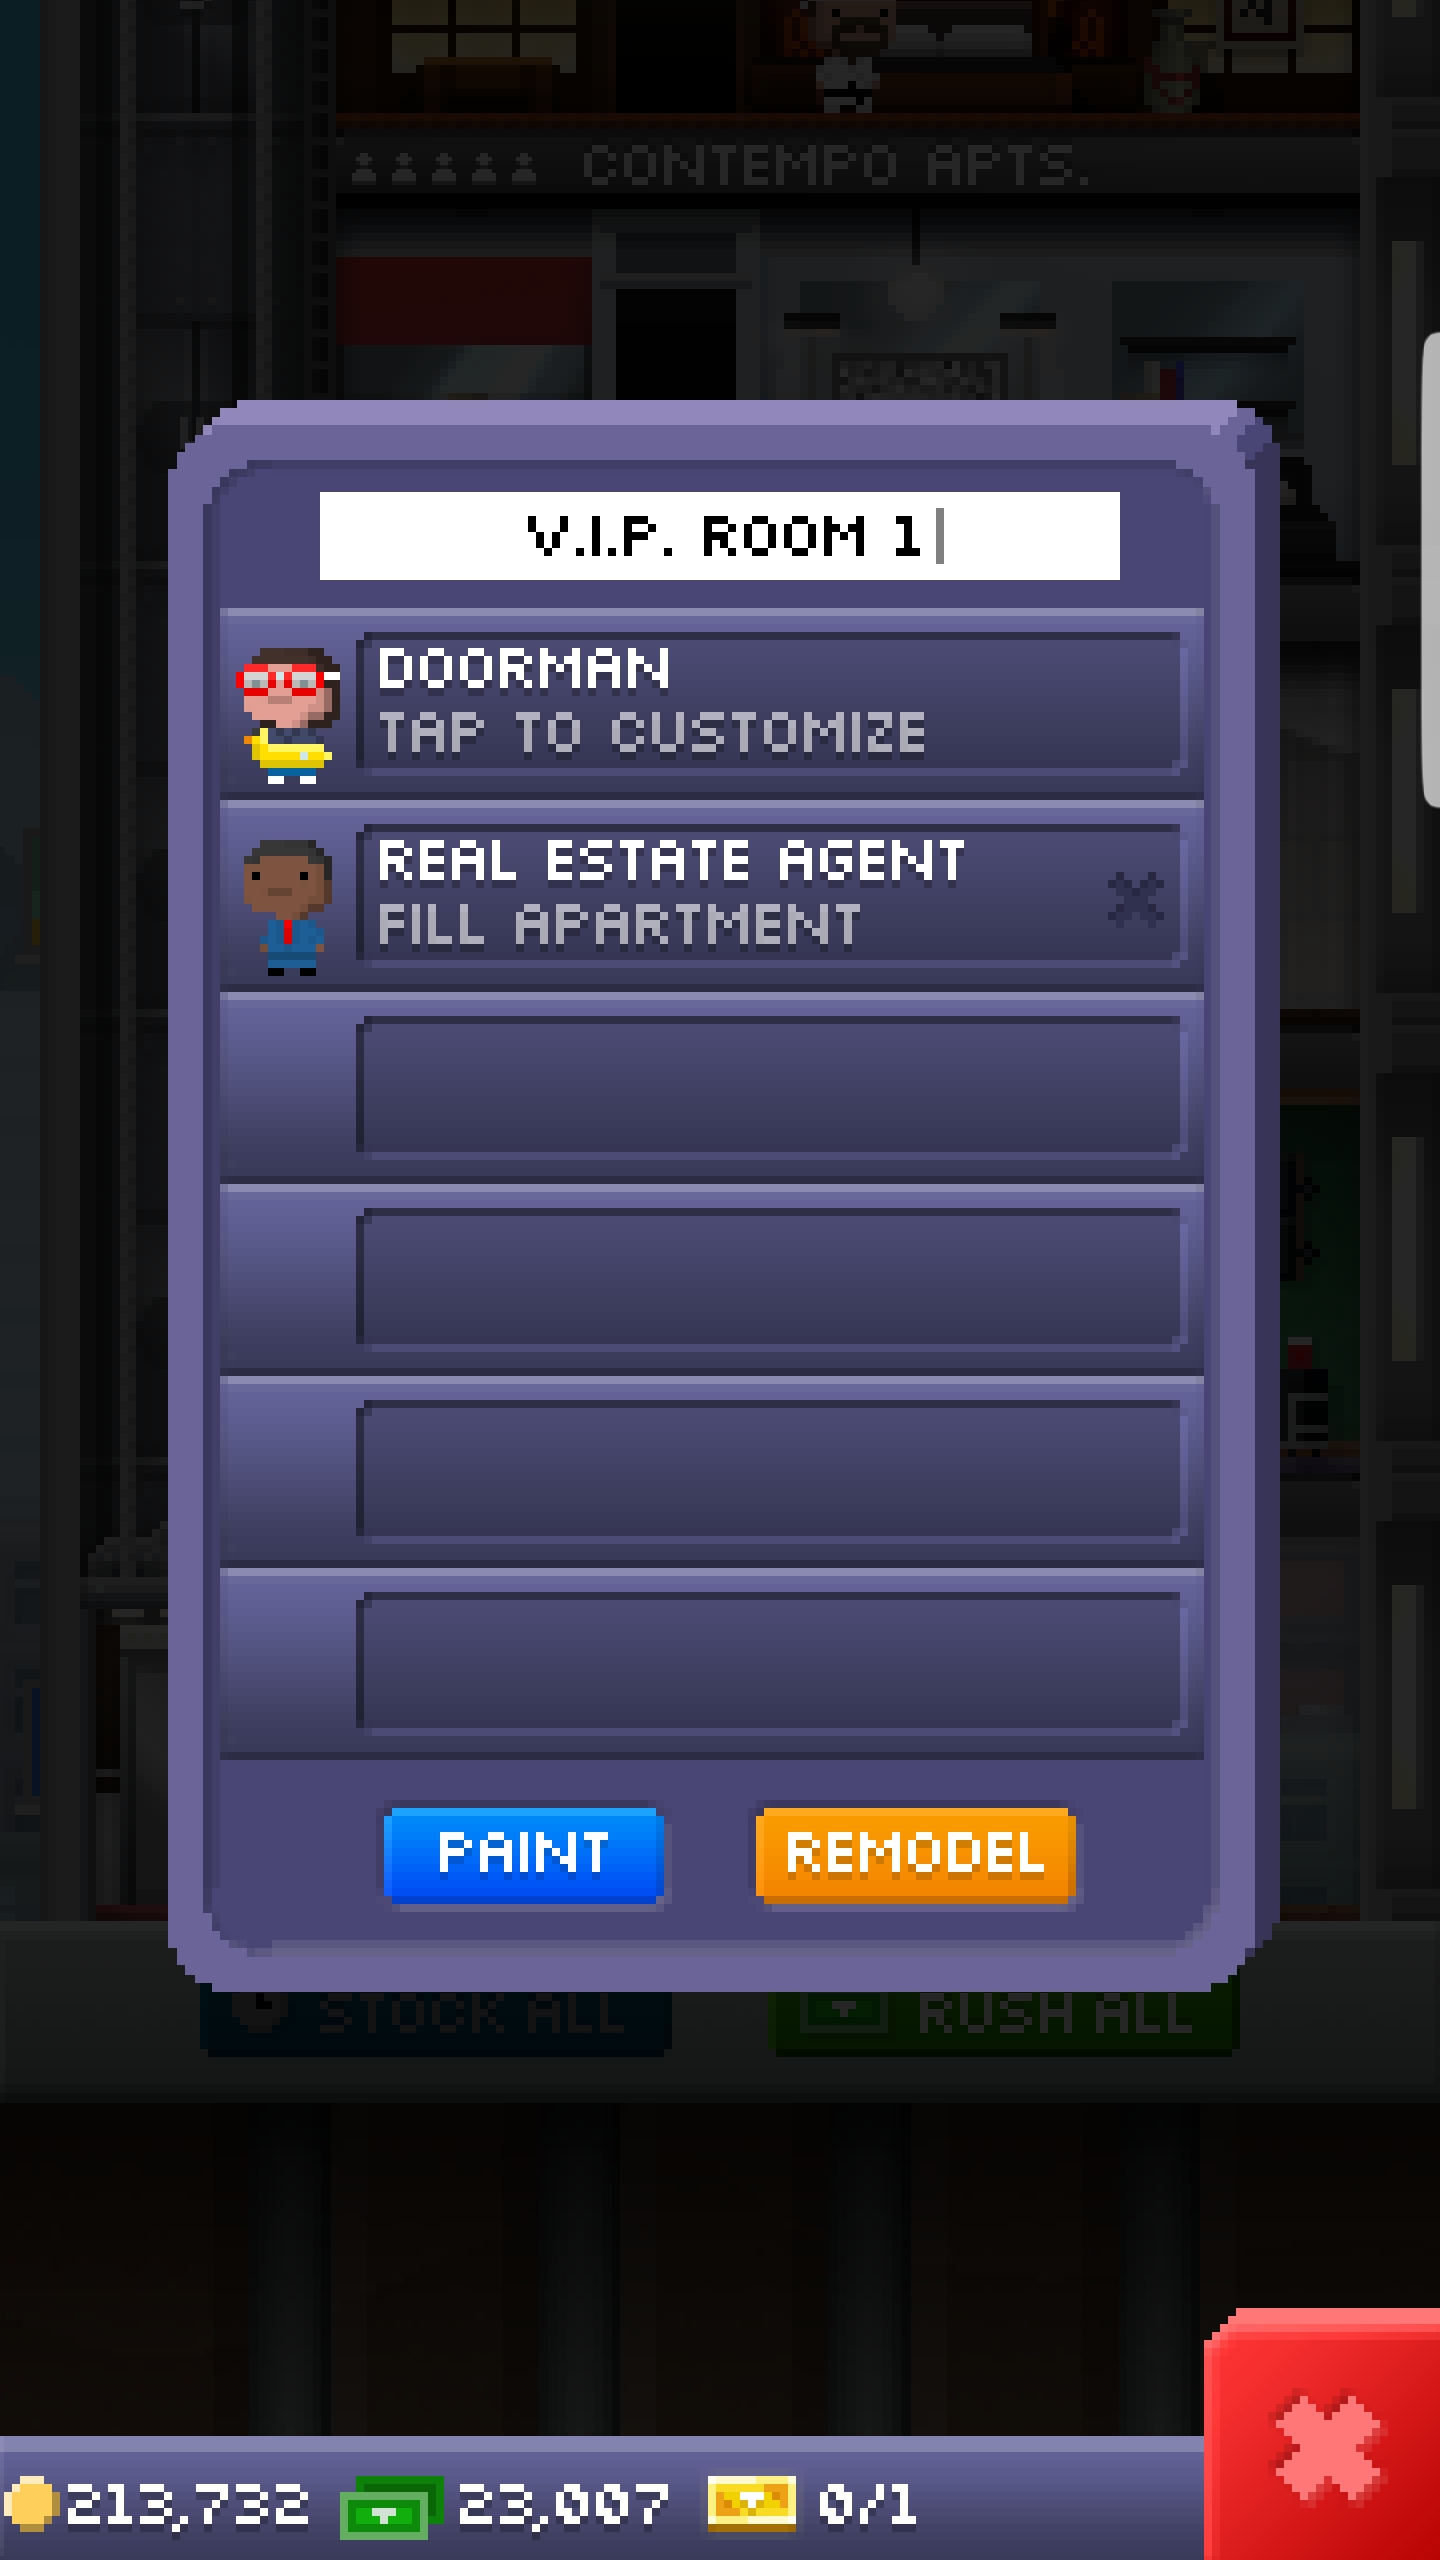 CONTEMPO APTS.
V.I.P. ROOM 1
DOORMAN
TAP TO CUSTOMIZE
REAL ESTATE AGENT
FILL APARTMENT
PAINT
REMODEL
STOCK ALL
RUSH ALL
213,732
23,007
0/1